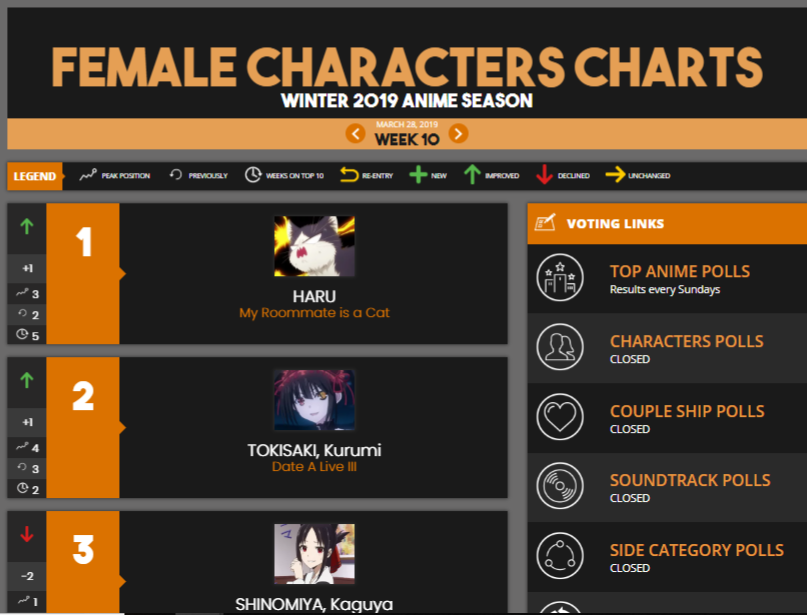 FEMALE CHARACTERS CHARTS
WINTER 2019 ANIME SEASON
MARCH 28, 2019
WEEK 10
LEGEND PEAK POSITION PREVIOUSLY WEEKS ON TOP 10 RE-ENTRY NEW IMPROVED DECLINED UNCHANGED
1
+1
3
2
5
HARU
My Roommate is a Cat
2
+1
4
3
2
TOKISAKI, Kurumi
Date A Live III
3
-2
1
SHINOMIYA, Kaguya
VOTING LINKS
TOP ANIME POLLS
Results every Sundays
CHARACTERS POLLS
CLOSED
COUPLE SHIP POLLS
CLOSED
SOUNDTRACK POLLS
CLOSED
SIDE CATEGORY POLLS
CLOSED